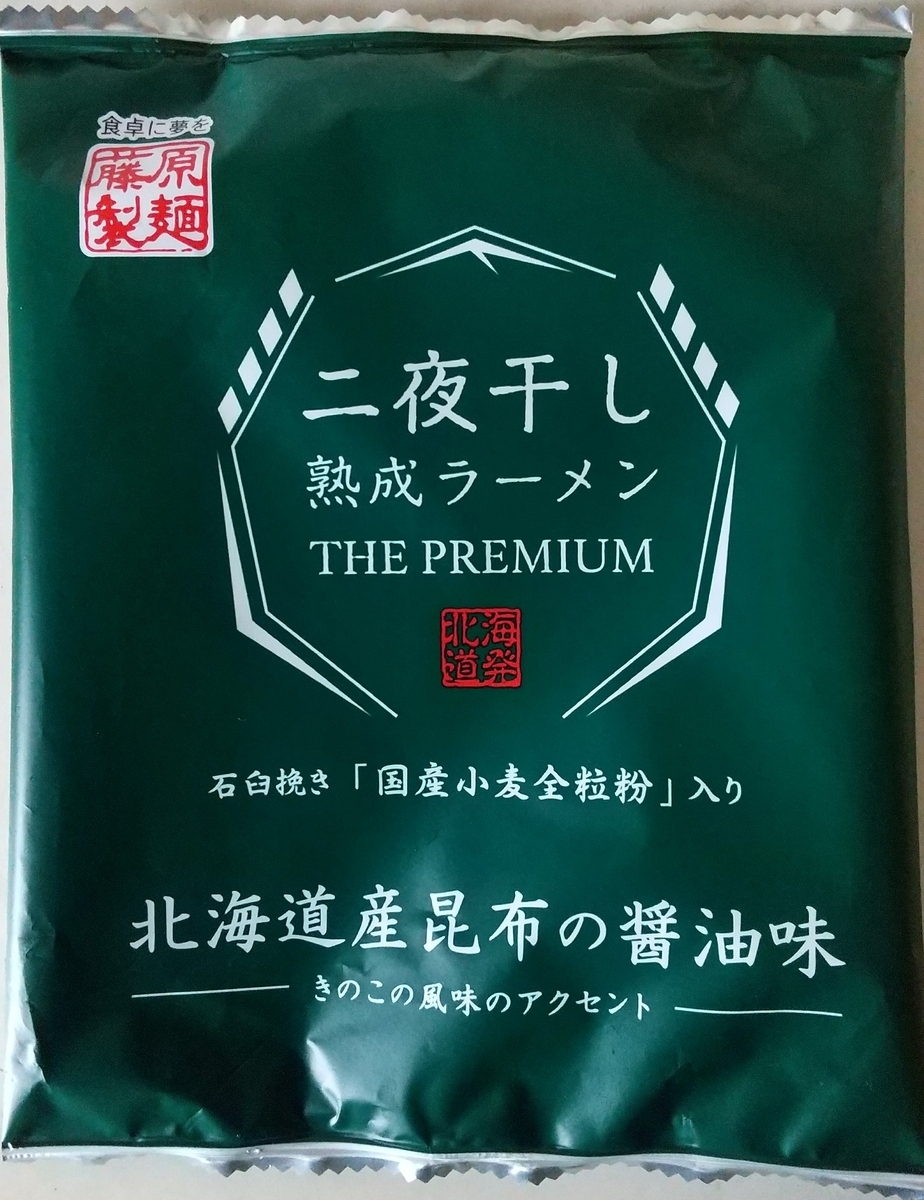 食卓に夢を
藤原
製麺
二夜干し
熟成ラーメン
THE PREMIUM
北海
道発
石臼挽き「国産小麦全粒粉」入り
北海道産昆布の醤油味
きのこの風味のアクセント